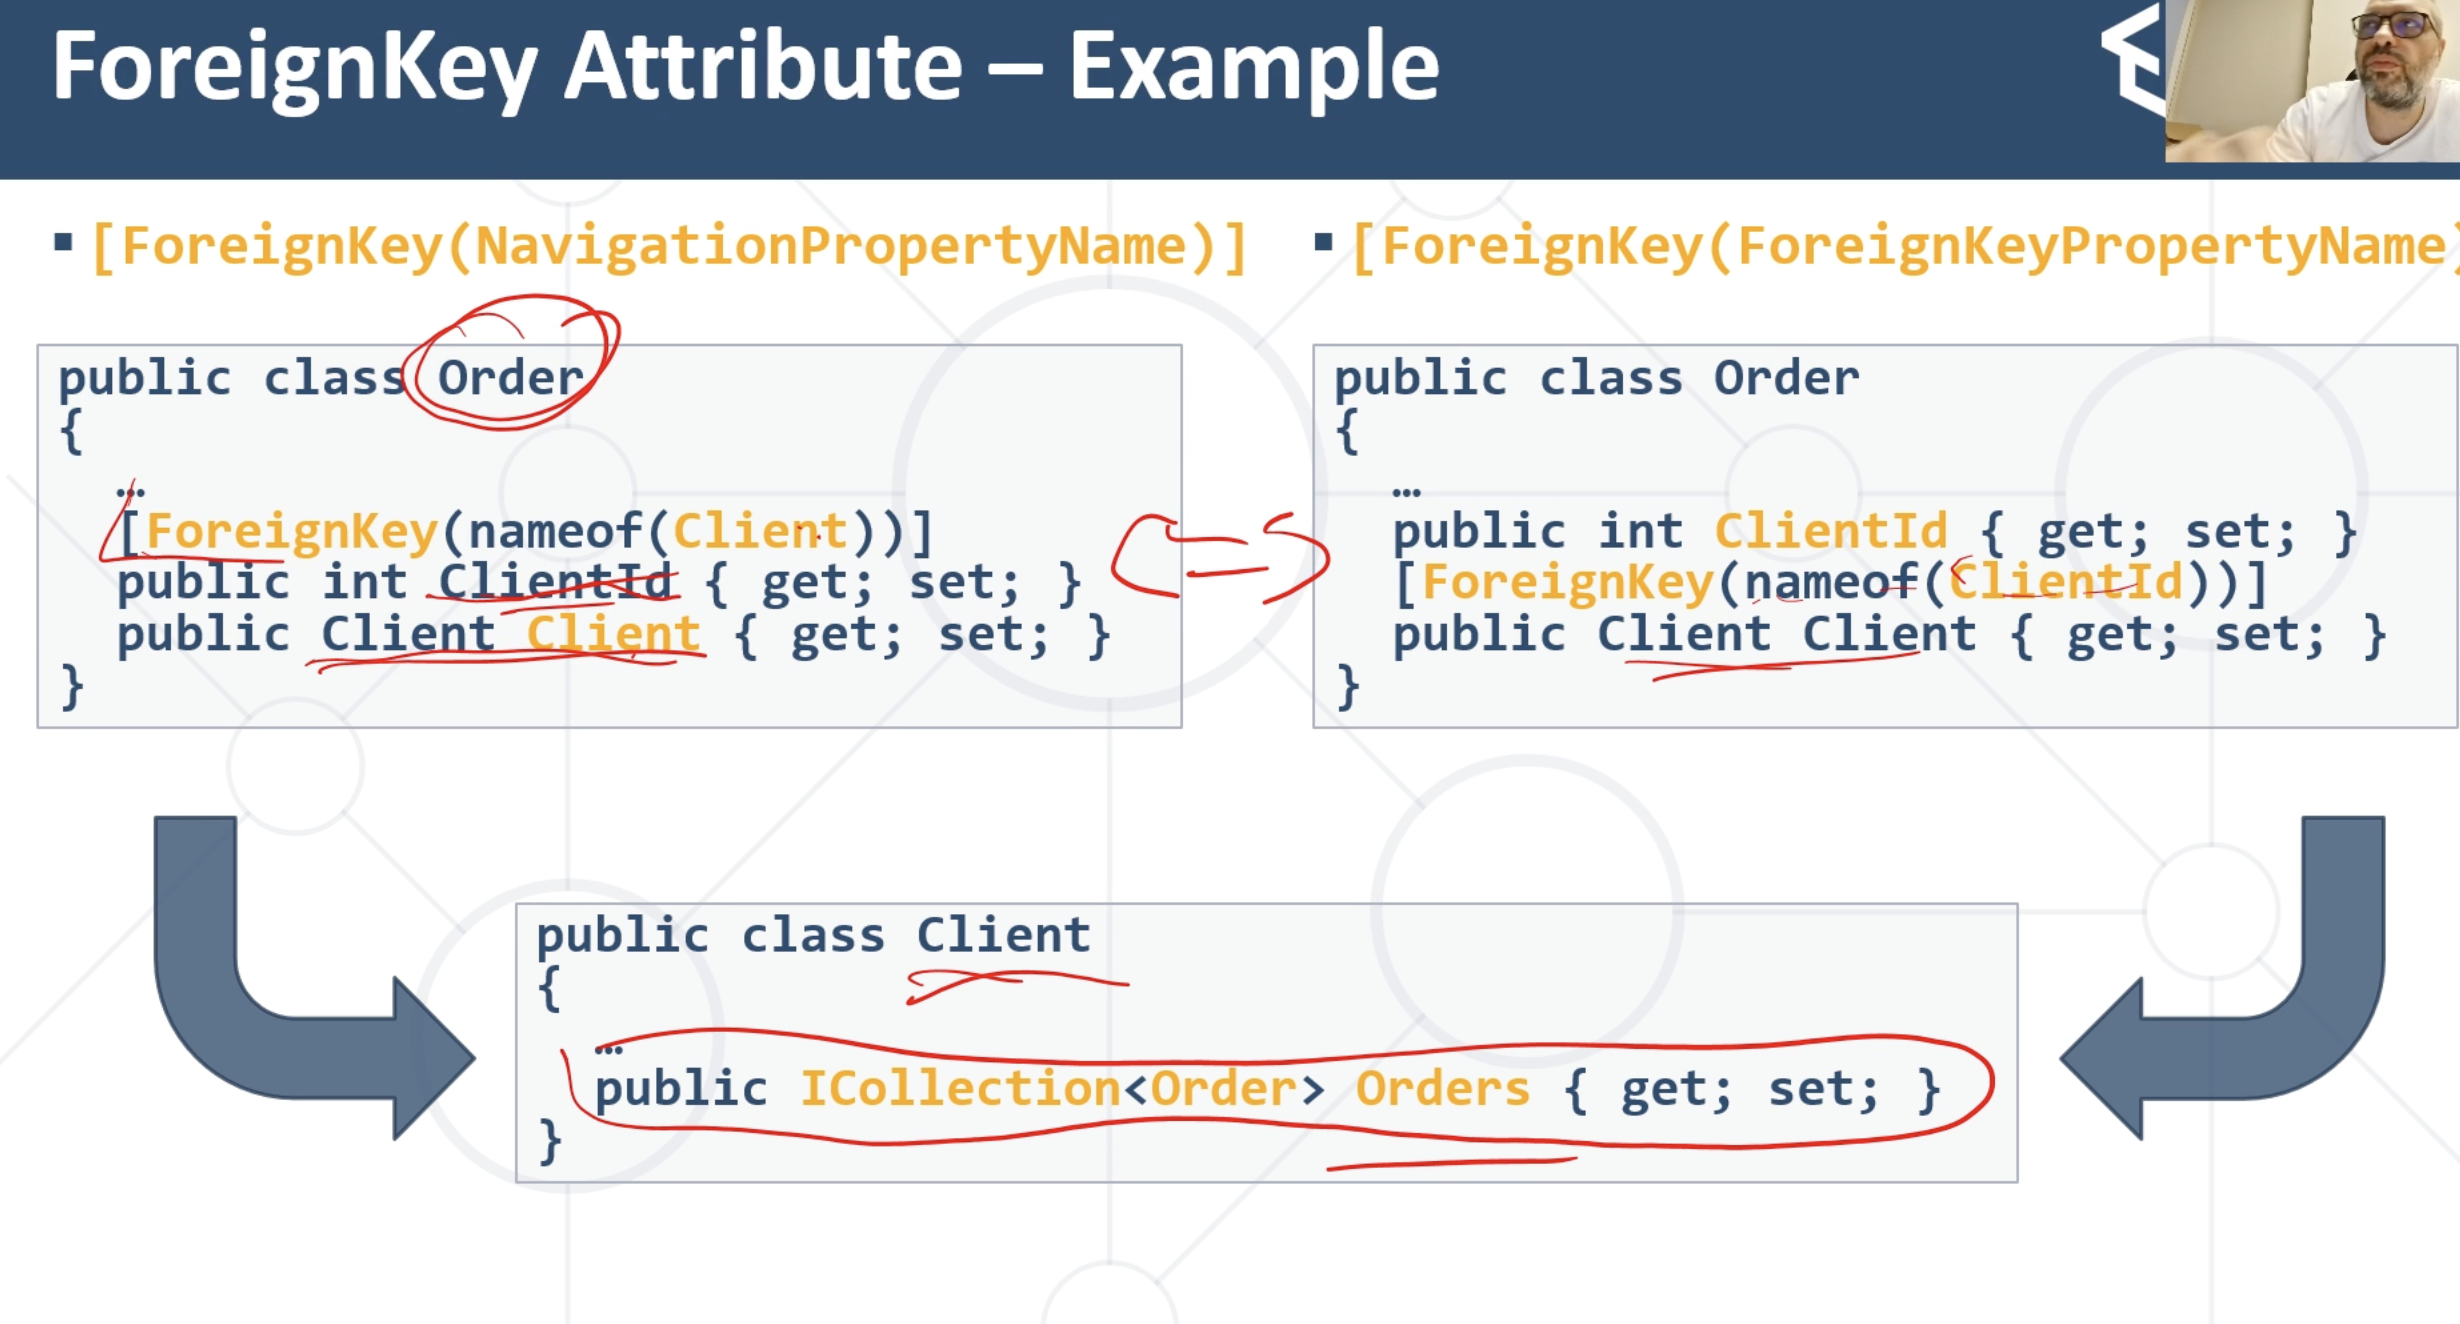 ForeignKey Attribute – Example
▪ [ForeignKey(NavigationPropertyName)]
public class Order
{
…
[ForeignKey(nameof(Client))]
public int ClientId { get; set; }
public Client Client { get; set; }
}
▪ [ForeignKey(ForeignKeyPropertyName)
public class Order
{
…
public int ClientId { get; set; }
[ForeignKey(nameof(ClientId))]
public Client Client { get; set; }
}
public class Client
{
…
public ICollection<Order> Orders { get; set; }
}